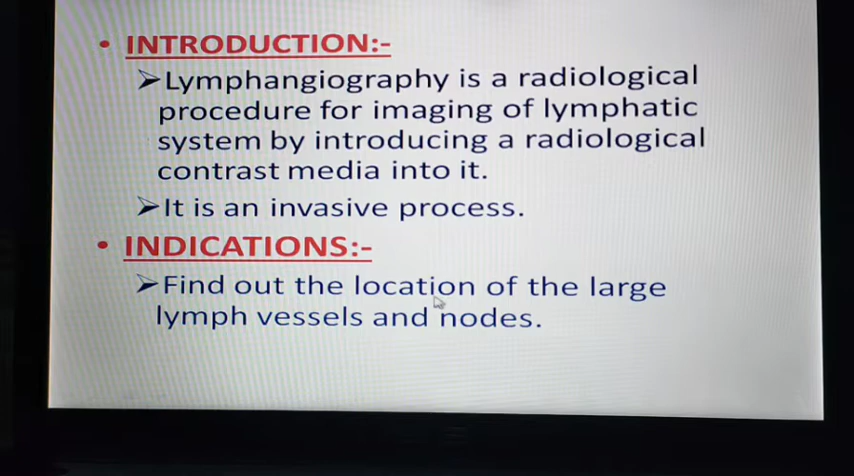 • INTRODUCTION:-
➢Lymphangiography is a radiological
procedure for imaging of lymphatic
system by introducing a radiological
contrast media into it.
➢It is an invasive process.
• INDICATIONS:-
➢Find out the location of the large
lymph vessels and nodes.